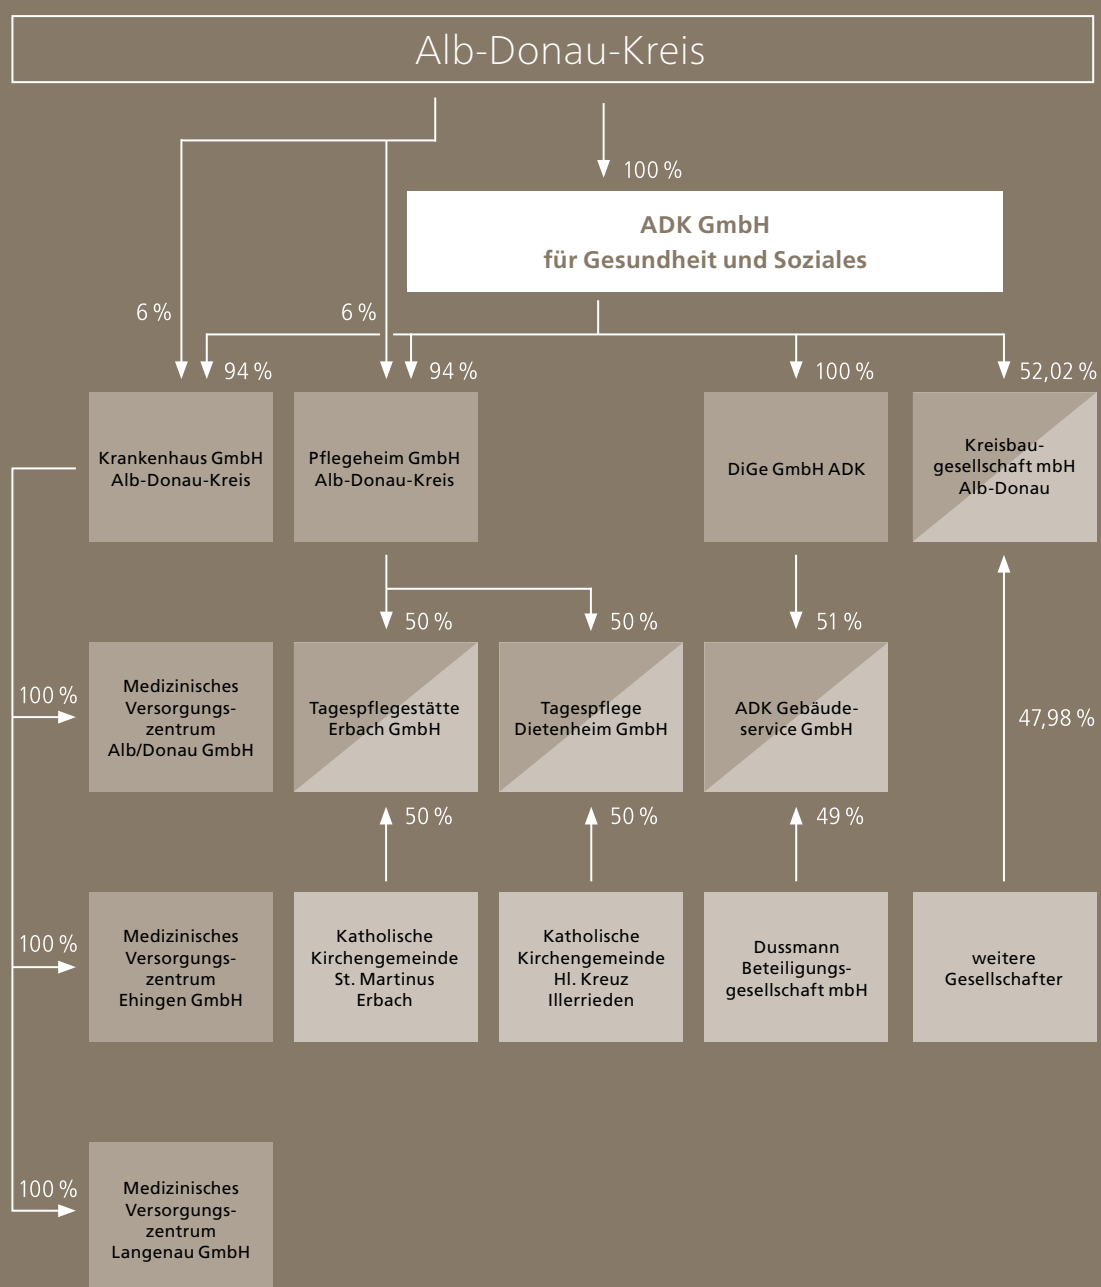 Alb-Donau-Kreis
100 %
ADK GmbH
für Gesundheit und Soziales
6 %
6 %
94 %
94 %
100 %
52,02 %
Krankenhaus GmbH
Alb-Donau-Kreis
Pflegeheim GmbH
Alb-Donau-Kreis
DiGe GmbH ADK
Kreisbau-
gesellschaft mbH
Alb-Donau
50 %
50 %
51 %
100 %
Medizinisches
Versorgungs-
zentrum
Alb/Donau GmbH
Tagespflegestätte
Erbach GmbH
Tagespflege
Dietenheim GmbH
ADK Gebäude-
service GmbH
47,98 %
50 %
50 %
49 %
100 %
Medizinisches
Versorgungs-
zentrum
Ehingen GmbH
Katholische
Kirchengemeinde
St. Martinus
Erbach
Katholische
Kirchengemeinde
Hl. Kreuz
Illerrieden
Dussmann
Beteiligungs-
gesellschaft mbH
weitere
Gesellschafter
100 %
Medizinisches
Versorgungs-
zentrum
Langenau GmbH